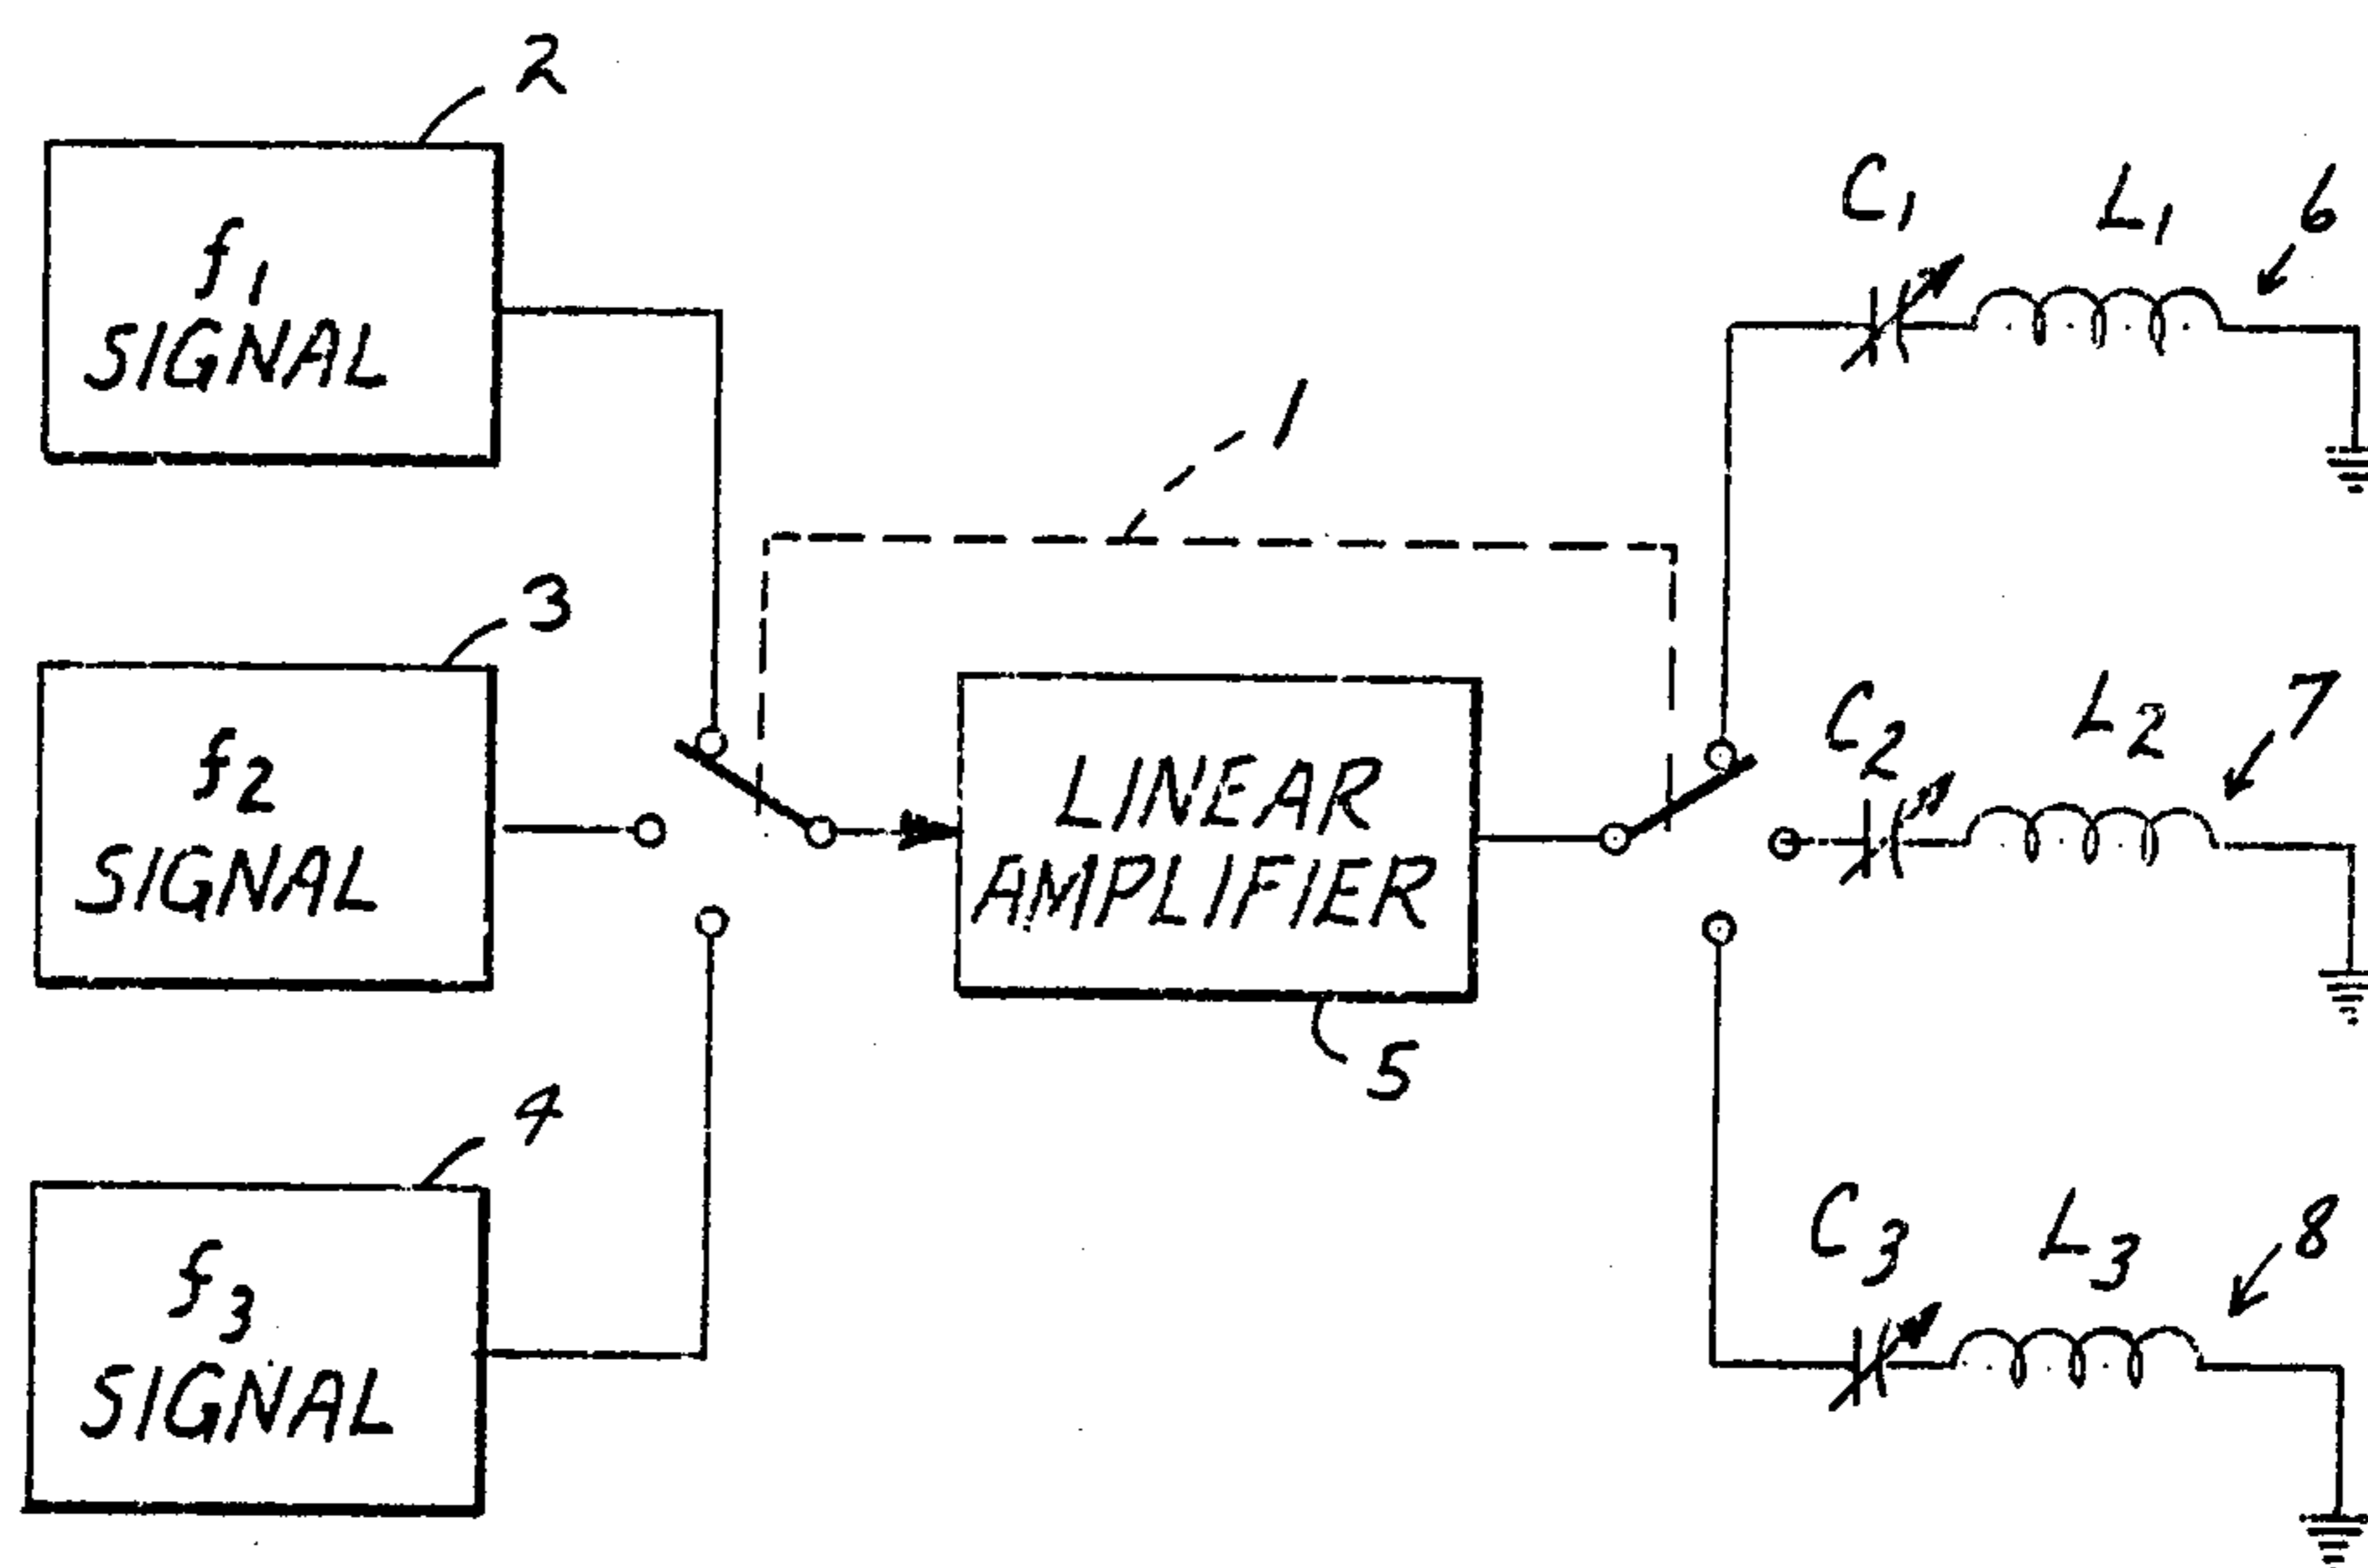 2
f1
SIGNAL
C1 L1 6
1
3
f2
SIGNAL
LINEAR
AMPLIFIER
5
C2 L2 7
4
f3
SIGNAL
C3 L3 8